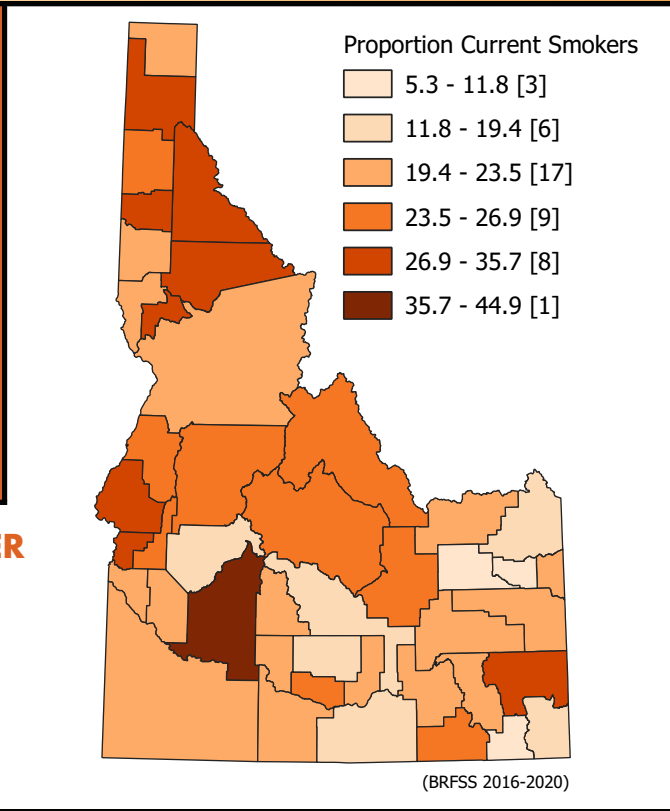 Proportion Current Smokers
5.3 - 11.8 [3]
11.8 - 19.4 [6]
19.4 - 23.5 [17]
23.5 - 26.9 [9]
26.9 - 35.7 [8]
35.7 - 44.9 [1]
ER
(BRFSS 2016-2020)